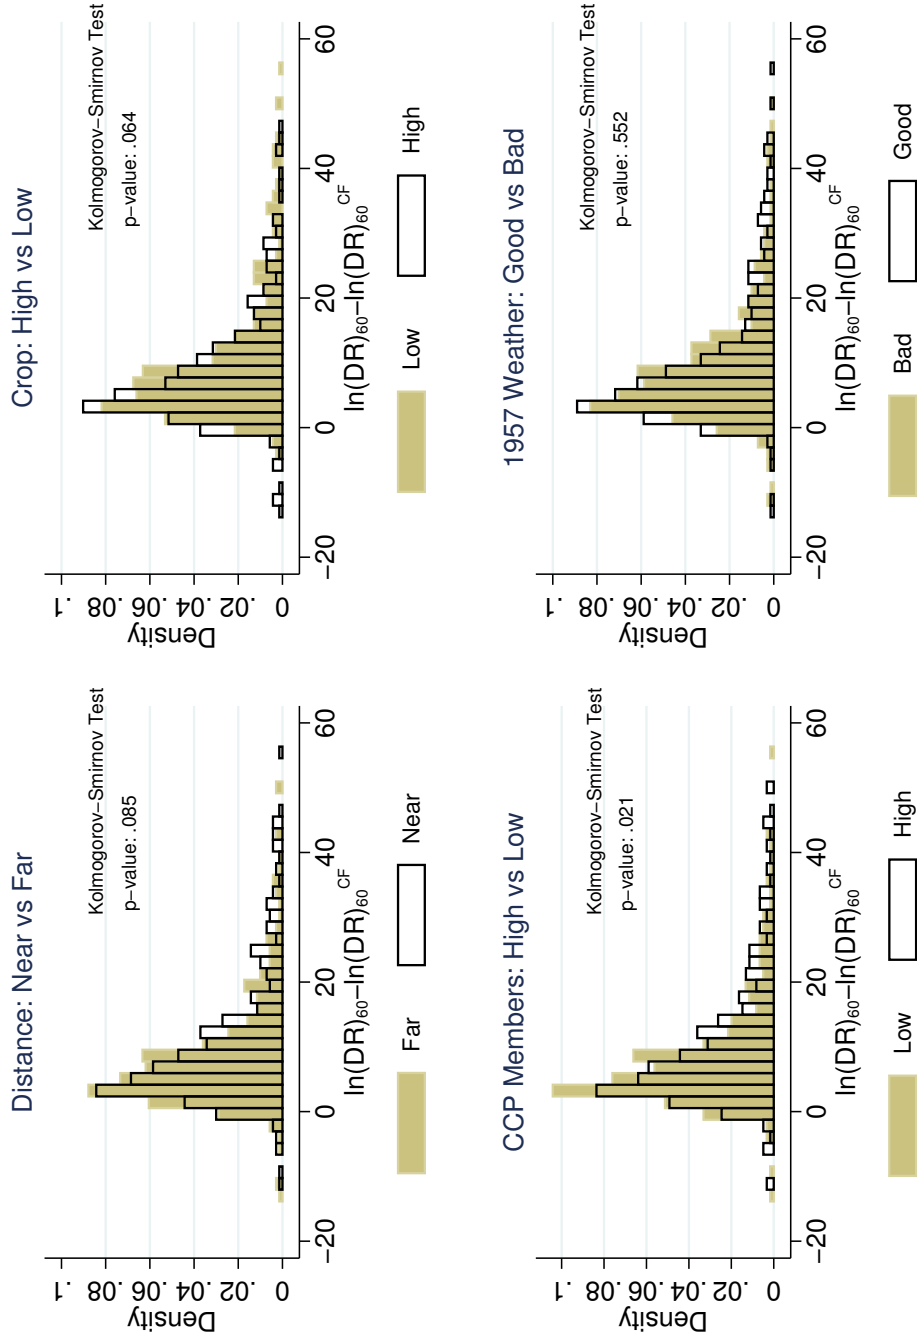 Distance: Near vs Far
Kolmogorov−Smirnov Test
p−value: .085
Density
0 .02 .04 .06 .08 .1
−20 0 20 40 60
ln(DR)60−ln(DR)60CF
Far Near
Crop: High vs Low
Kolmogorov−Smirnov Test
p−value: .064
Density
0 .02 .04 .06 .08 .1
−20 0 20 40 60
ln(DR)60−ln(DR)60CF
Low High
CCP Members: High vs Low
Kolmogorov−Smirnov Test
p−value: .021
Density
0 .02 .04 .06 .08 .1
−20 0 20 40 60
ln(DR)60−ln(DR)60CF
Low High
1957 Weather: Good vs Bad
Kolmogorov−Smirnov Test
p−value: .552
Density
0 .02 .04 .06 .08 .1
−20 0 20 40 60
ln(DR)60−ln(DR)60CF
Bad Good